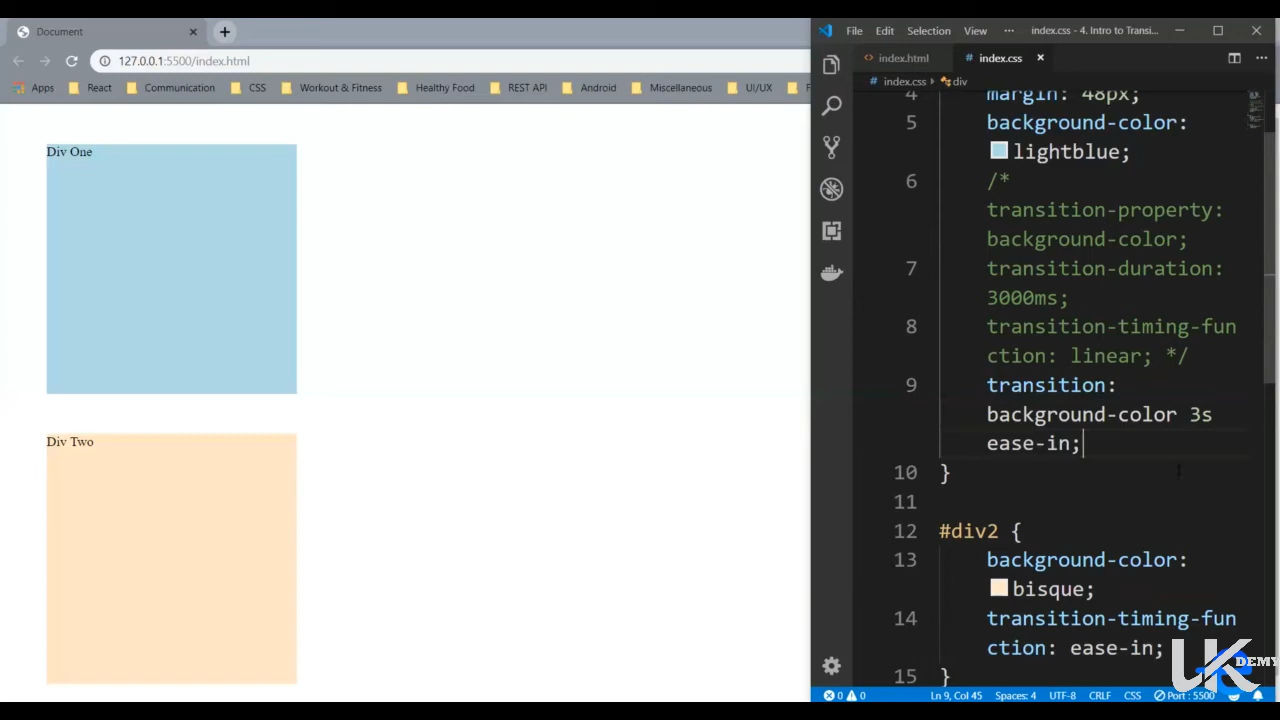 Document
File Edit Selection View ··· index.css - 4. Intro to Transi...
127.0.0.1:5500/index.html
index.html index.css
Apps React Communication CSS Workout & Fitness Healthy Food REST API Android Miscellaneous UI/UX F
index.css > div
4 margin: 48px;
5 background-color:
lightblue;
6 /*
transition-property:
background-color;
7 transition-duration:
3000ms;
8 transition-timing-fun
ction: linear; */
9 transition:
background-color 3s
ease-in;
10 }
11
12 #div2 {
13 background-color:
bisque;
14 transition-timing-fun
ction: ease-in;
15 }
Div One
Div Two
UK DEMY
0 0 Ln 9, Col 45 Spaces: 4 UTF-8 CRLF CSS Port : 5500